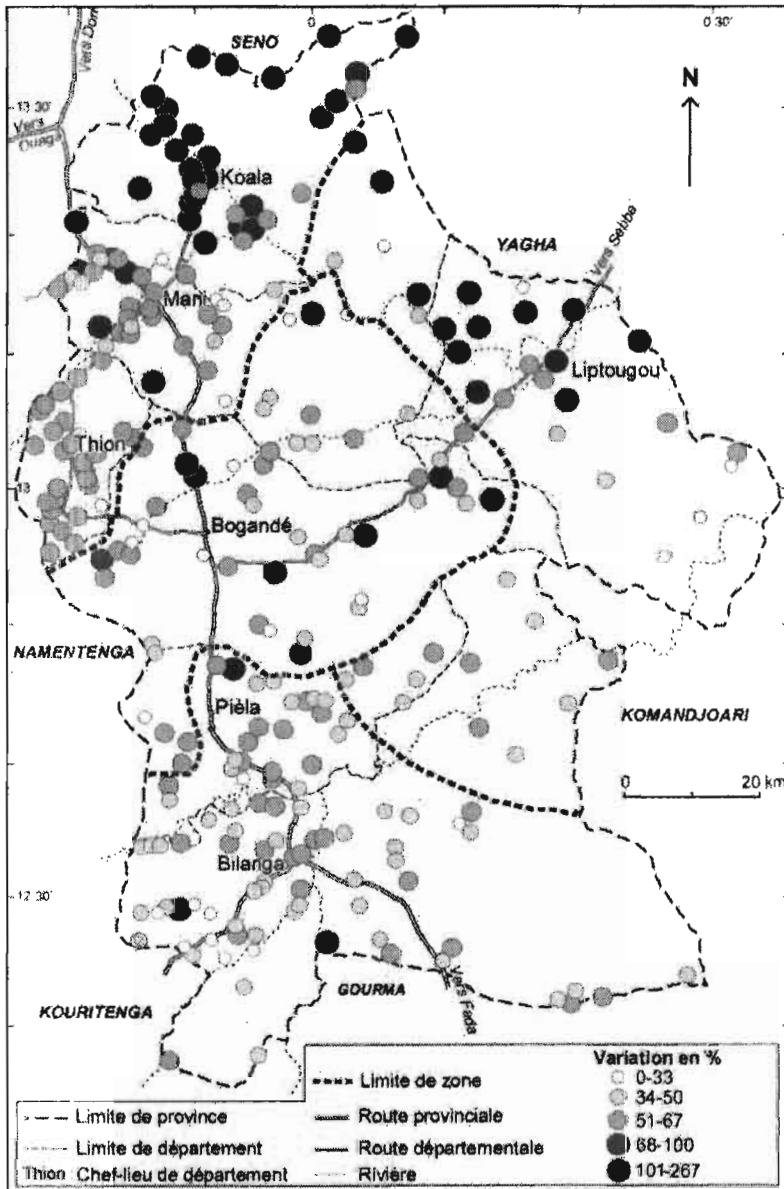 0
0 30'
Vers Dori
SENO
13 30'
Vers
Ouaga
N
Koala
YAGHA
Vers Sebba
Mani
Liptougou
Thion
13
Bogandé
NAMENTENGA
Pièla
KOMANDJOARI
0 20 km
Bilanga
12 30'
Vers Fada
GOURMA
KOURITENGA
Variation en %
0-33
34-50
51-67
68-100
101-267
Limite de zone
Limite de province
Route provinciale
Limite de département
Route départementale
Thion Chef-lieu de département
Rivière